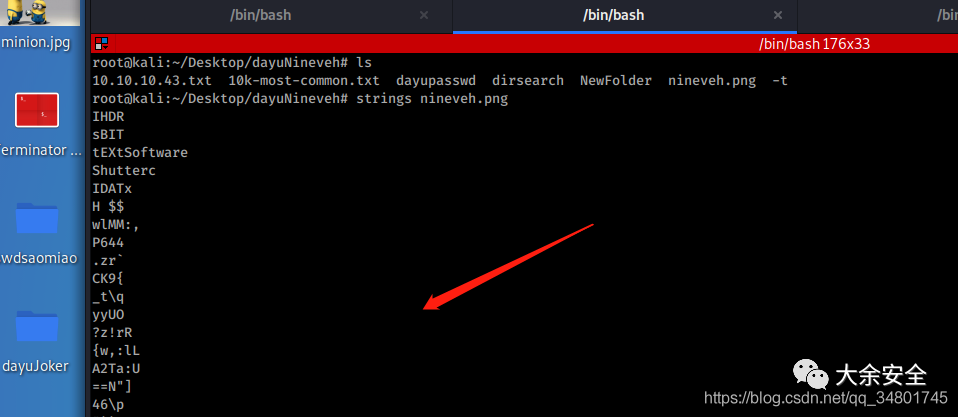 /bin/bash
/bin/bash
/bin
/bin/bash 176x33
minion.jpg
erminator ...
wdsaomiao
dayuJoker
root@kali:~/Desktop/dayuNineveh# ls
10.10.10.43.txt 10k-most-common.txt dayupasswd dirsearch NewFolder nineveh.png -t
root@kali:~/Desktop/dayuNineveh# strings nineveh.png
IHDR
sBIT
tEXtSoftware
Shutterc
IDATx
H $$
wlMM:,
P644
.zr`
CK9{
_t\q
yyUO
?z!rR
{w,:lL
A2Ta:U
==N"]
46\p
大余安全
https://blog.csdn.net/qq_34801745